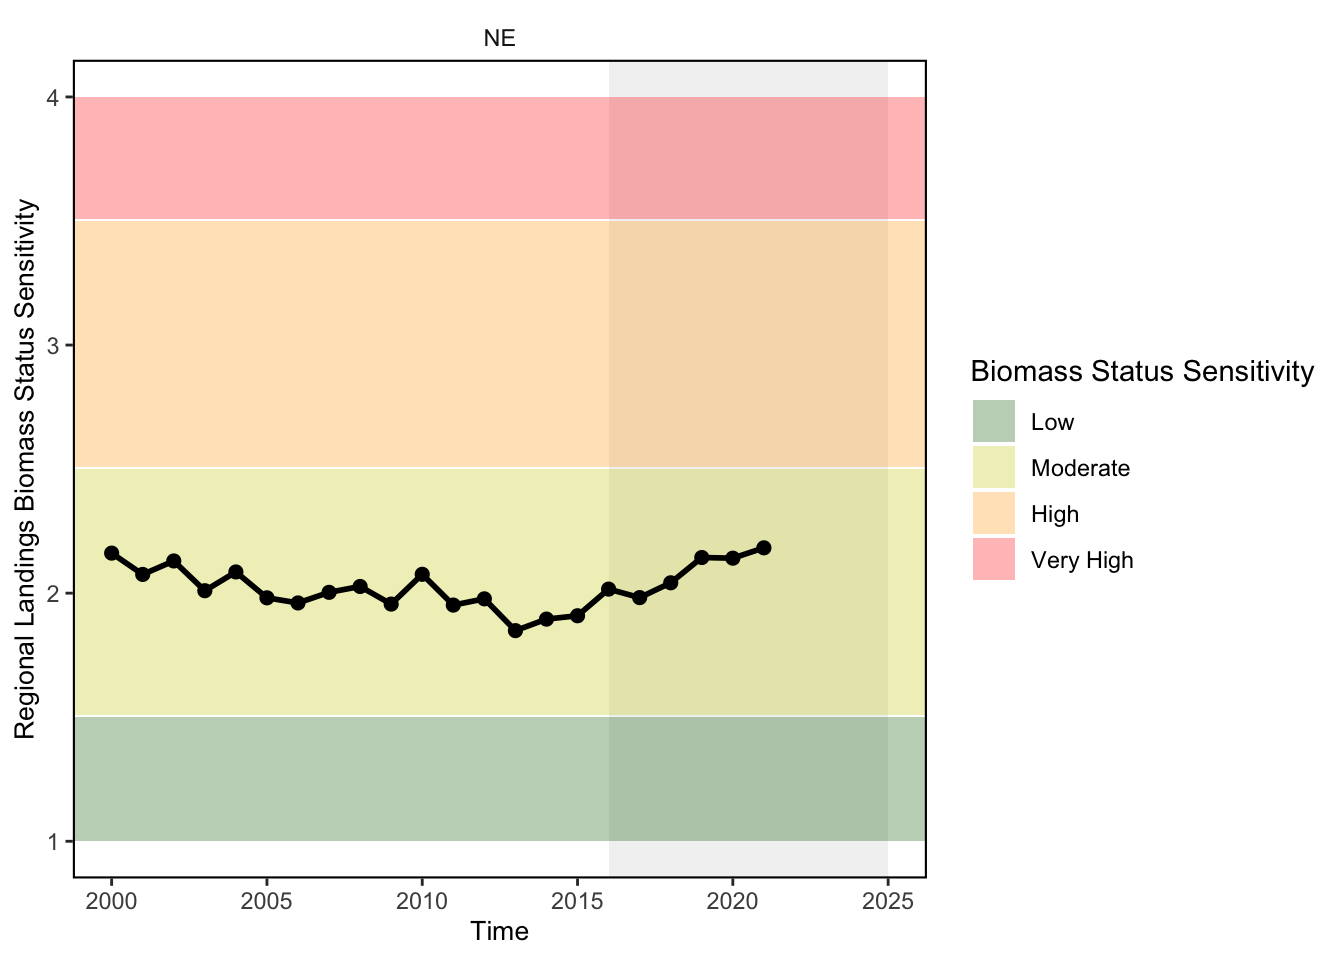 NE
Regional Landings Biomass Status Sensitivity
4
3
2
1
2000 2005 2010 2015 2020 2025
Time
Biomass Status Sensitivity
Low
Moderate
High
Very High